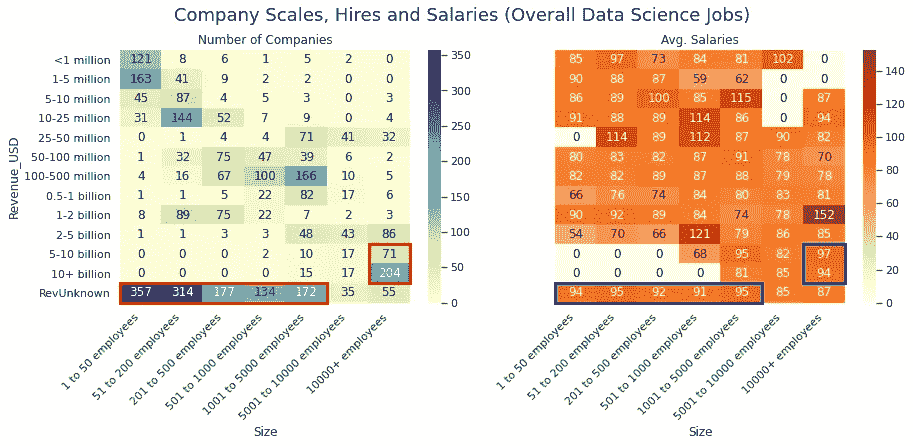 Company Scales, Hires and Salaries (Overall Data Science Jobs)
Number of Companies
Revenue_USD
<1 million 121 8 6 1 5 2 0
1-5 million 163 41 9 2 2 0 0
5-10 million 45 87 4 5 3 0 3
10-25 million 31 144 52 7 9 0 4
25-50 million 0 1 4 4 71 41 32
50-100 million 1 32 75 47 39 6 2
100-500 million 4 16 67 100 166 10 5
0.5-1 billion 1 1 5 22 82 17 6
1-2 billion 8 89 75 22 7 2 3
2-5 billion 1 1 3 3 48 43 86
5-10 billion 0 0 0 2 10 17 71
10+ billion 0 0 0 0 15 17 204
RevUnknown 357 314 177 134 172 35 55
1 to 50 employees
51 to 200 employees
201 to 500 employees
501 to 1000 employees
1001 to 5000 employees
5001 to 10000 employees
10000+ employees
Size
350
300
250
200
150
100
50
0
Avg. Salaries
85 97 73 84 81 102 0
90 88 87 59 62 0 0
86 89 100 85 115 0 87
91 88 89 114 86 0 94
0 114 89 112 87 90 82
80 83 82 87 91 78 70
82 82 89 87 88 79 78
66 76 74 84 80 83 81
90 92 89 84 74 78 152
54 70 66 121 79 86 85
0 0 0 68 95 82 97
0 0 0 0 81 85 94
94 95 92 91 95 85 87
1 to 50 employees
51 to 200 employees
201 to 500 employees
501 to 1000 employees
1001 to 5000 employees
5001 to 10000 employees
10000+ employees
Size
140
120
100
80
60
40
20
0